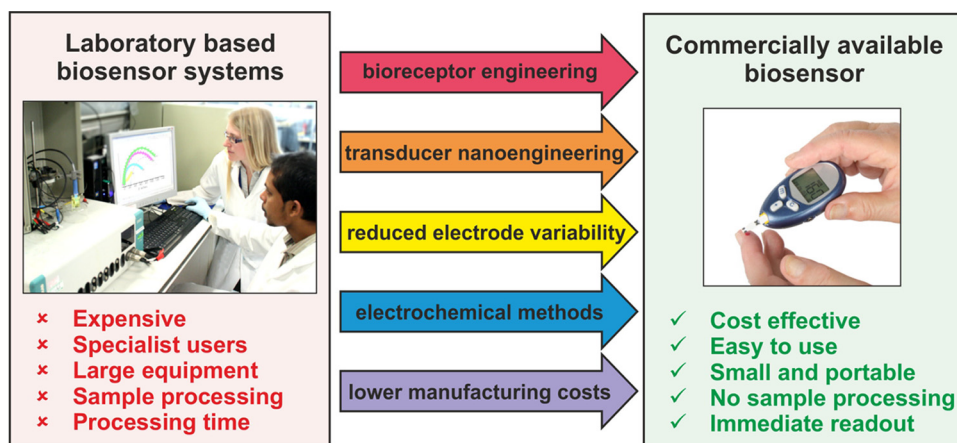 Laboratory based
biosensor systems
Expensive
Specialist users
Large equipment
Sample processing
Processing time
bioreceptor engineering
transducer nanoengineering
reduced electrode variability
electrochemical methods
lower manufacturing costs
Commercially available
biosensor
Cost effective
Easy to use
Small and portable
No sample processing
Immediate readout